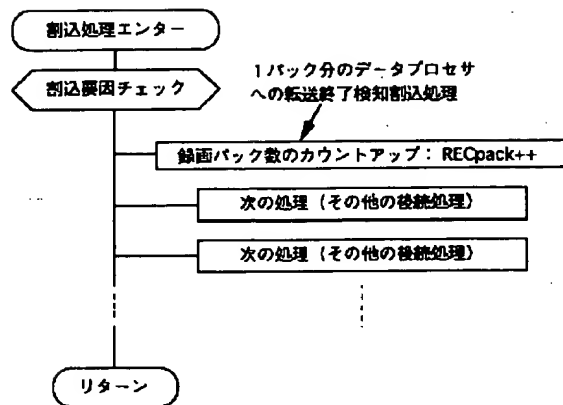 割込処理エンター
割込要因チェック
1パック分のデータプロセサ
への転送終了検知割込処理
録画パック数のカウントアップ: RECpack++
次の処理 (その他の後続処理)
次の処理 (その他の後続処理)
リターン